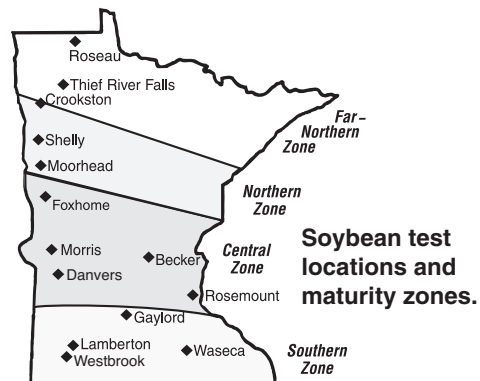 Roseau
Thief River Falls
Crookston
Far-
Northern
Zone
Shelly
Moorhead
Northern
Zone
Foxhome
Morris
Becker
Danvers
Central
Zone
Rosemount
Soybean test
locations and
maturity zones.
Gaylord
Lamberton
Westbrook
Waseca
Southern
Zone